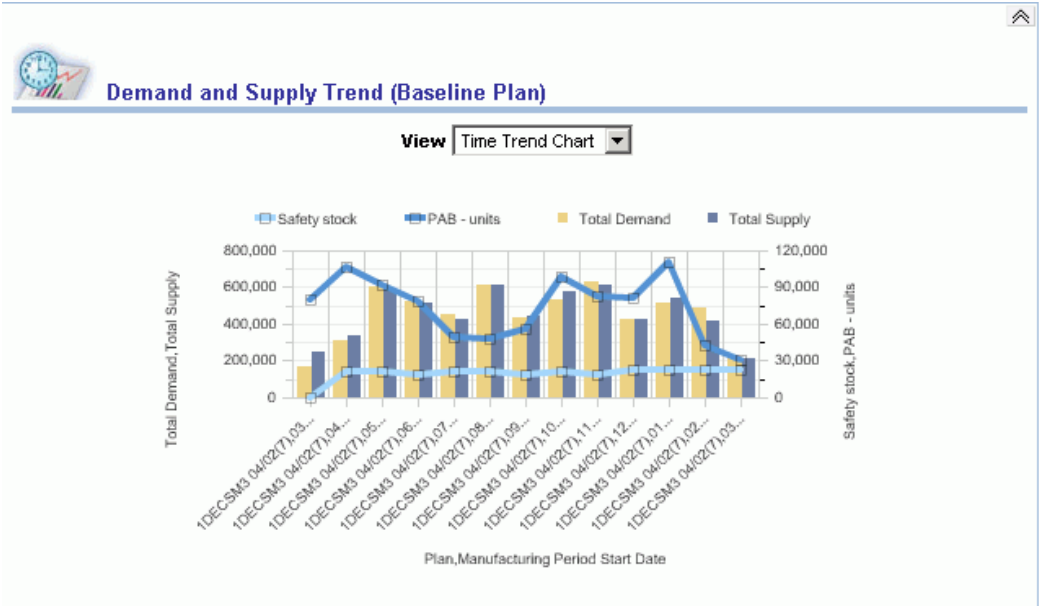 Demand and Supply Trend (Baseline Plan)
View Time Trend Chart
Safety stock PAB - units Total Demand Total Supply
800,000 120,000
600,000 90,000
400,000 60,000
200,000 30,000
0 0
Total Demand,Total Supply
Safety stock,PAB - units
1DECSM3 04/02(7),03...
1DECSM3 04/02(7),04...
1DECSM3 04/02(7),05...
1DECSM3 04/02(7),06...
1DECSM3 04/02(7),07...
1DECSM3 04/02(7),08...
1DECSM3 04/02(7),09...
1DECSM3 04/02(7),10...
1DECSM3 04/02(7),11...
1DECSM3 04/02(7),12...
1DECSM3 04/02(7),01...
1DECSM3 04/02(7),02...
1DECSM3 04/02(7),03...
Plan,Manufacturing Period Start Date